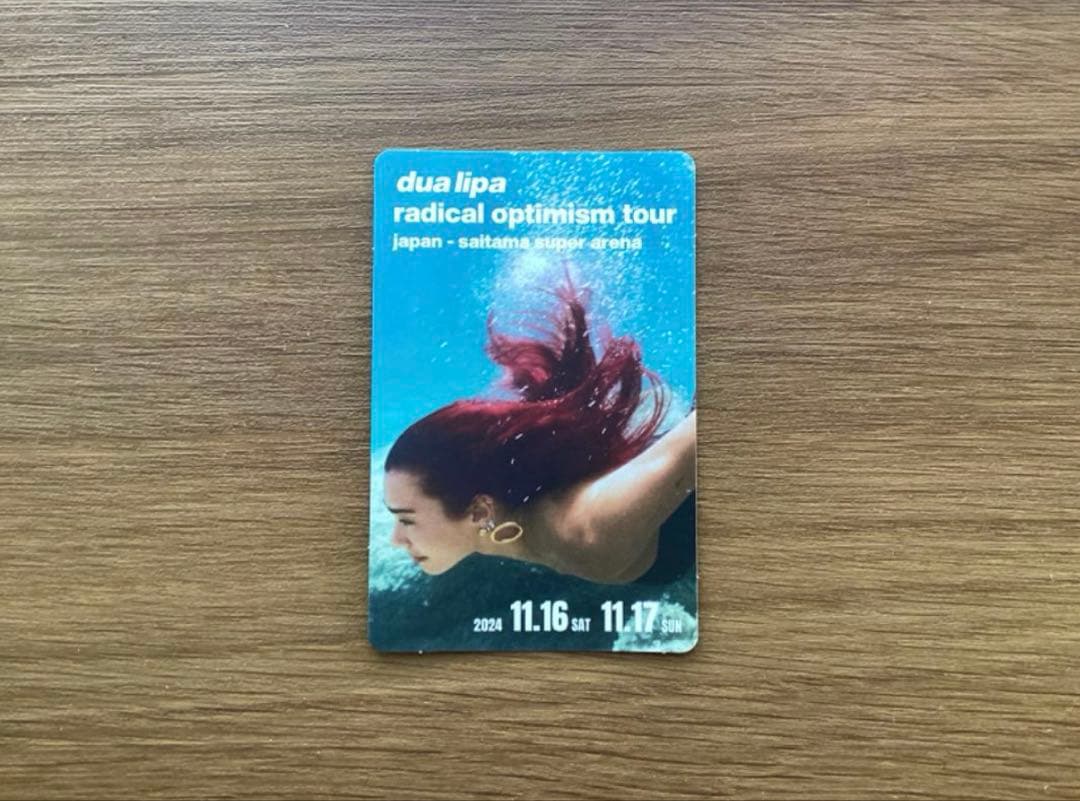 dua lipa
radical optimism tour
japan - saitama super arena
2024 11.16 SAT 11.17 SUN